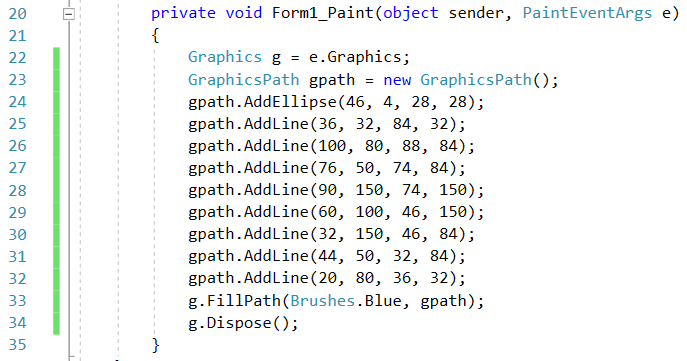 20 private void Form1_Paint(object sender, PaintEventArgs e)
21 {
22 Graphics g = e.Graphics;
23 GraphicsPath gpath = new GraphicsPath();
24 gpath.AddEllipse(46, 4, 28, 28);
25 gpath.AddLine(36, 32, 84, 32);
26 gpath.AddLine(100, 80, 88, 84);
27 gpath.AddLine(76, 50, 74, 84);
28 gpath.AddLine(90, 150, 74, 150);
29 gpath.AddLine(60, 100, 46, 150);
30 gpath.AddLine(32, 150, 46, 84);
31 gpath.AddLine(44, 50, 32, 84);
32 gpath.AddLine(20, 80, 36, 32);
33 g.FillPath(Brushes.Blue, gpath);
34 g.Dispose();
35 }